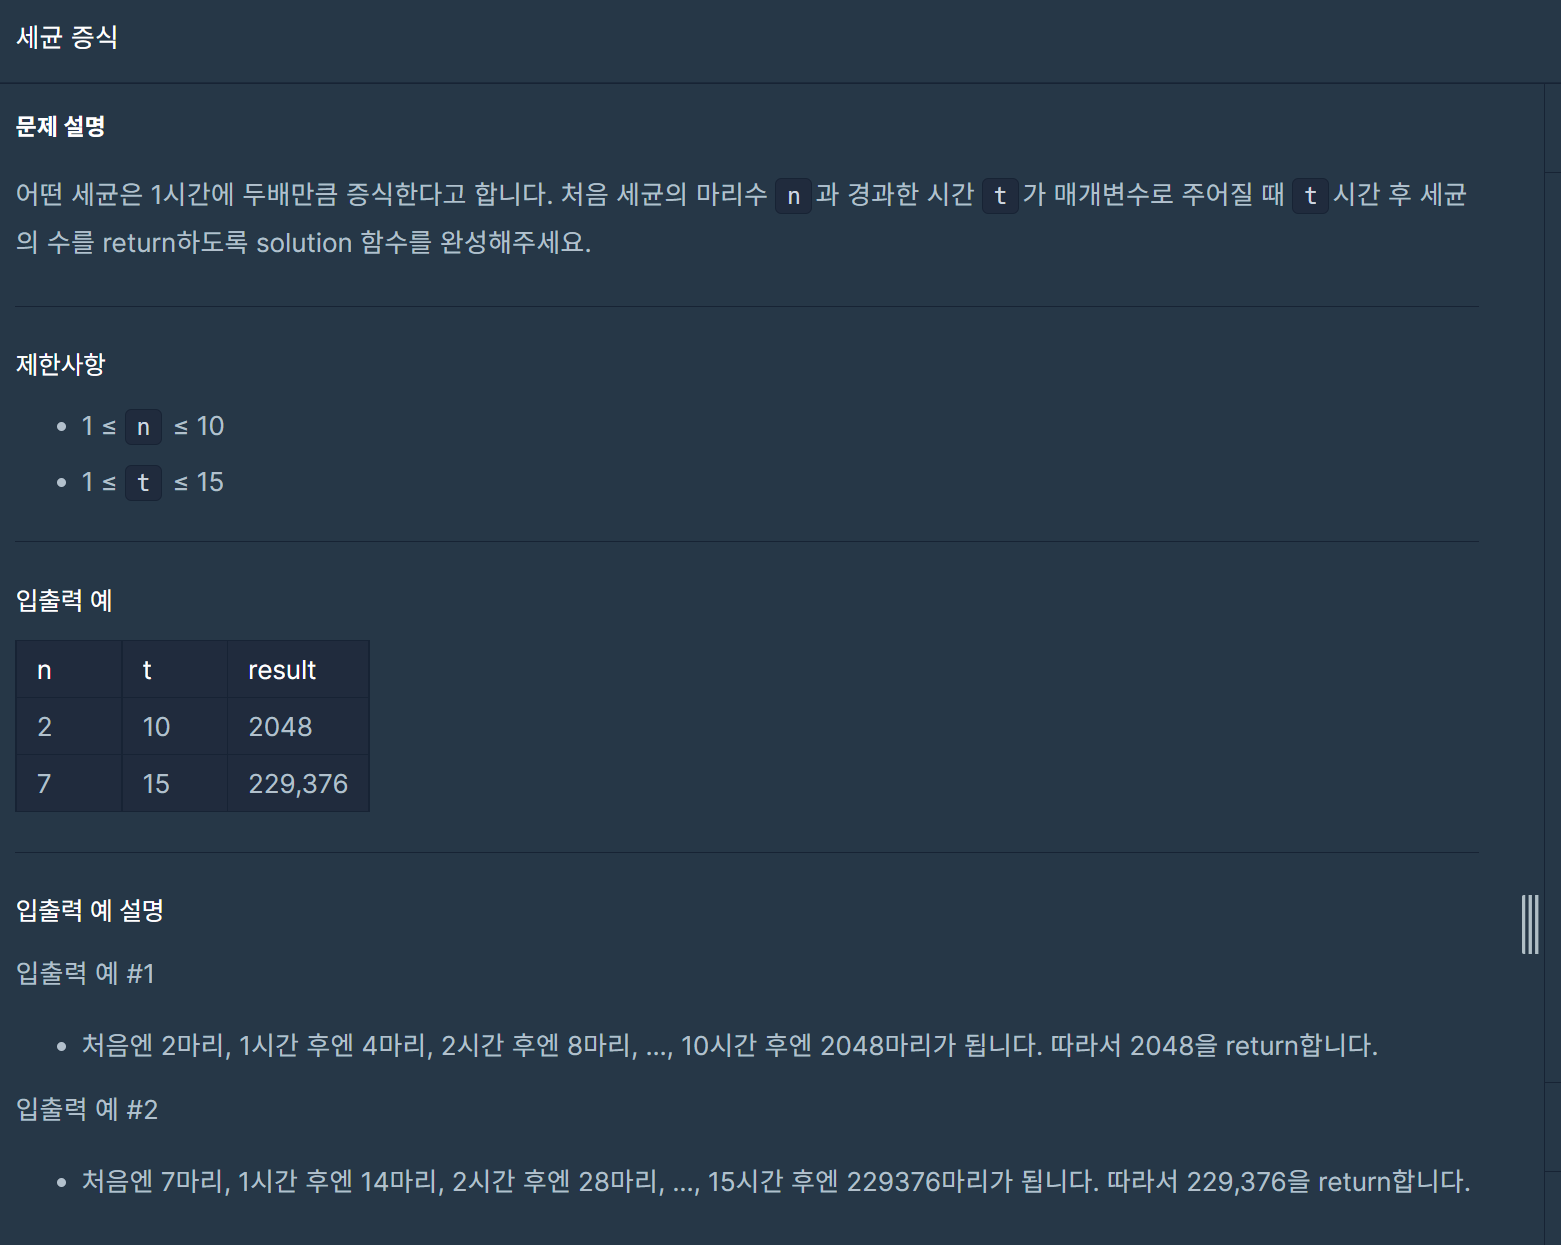 세균 증식
문제 설명
어떤 세균은 1시간에 두배만큼 증식한다고 합니다. 처음 세균의 마리수 n과 경과한 시간 t가 매개변수로 주어질 때 t시간 후 세균
의 수를 return하도록 solution 함수를 완성해주세요.
제한사항
• 1 ≤ n ≤ 10
• 1 ≤ t ≤ 15
입출력 예
n t result
2 10 2048
7 15 229,376
입출력 예 설명
입출력 예 #1
• 처음엔 2마리, 1시간 후엔 4마리, 2시간 후엔 8마리, ..., 10시간 후엔 2048마리가 됩니다. 따라서 2048을 return합니다.
입출력 예 #2
• 처음엔 7마리, 1시간 후엔 14마리, 2시간 후엔 28마리, ..., 15시간 후엔 229376마리가 됩니다. 따라서 229,376을 return합니다.